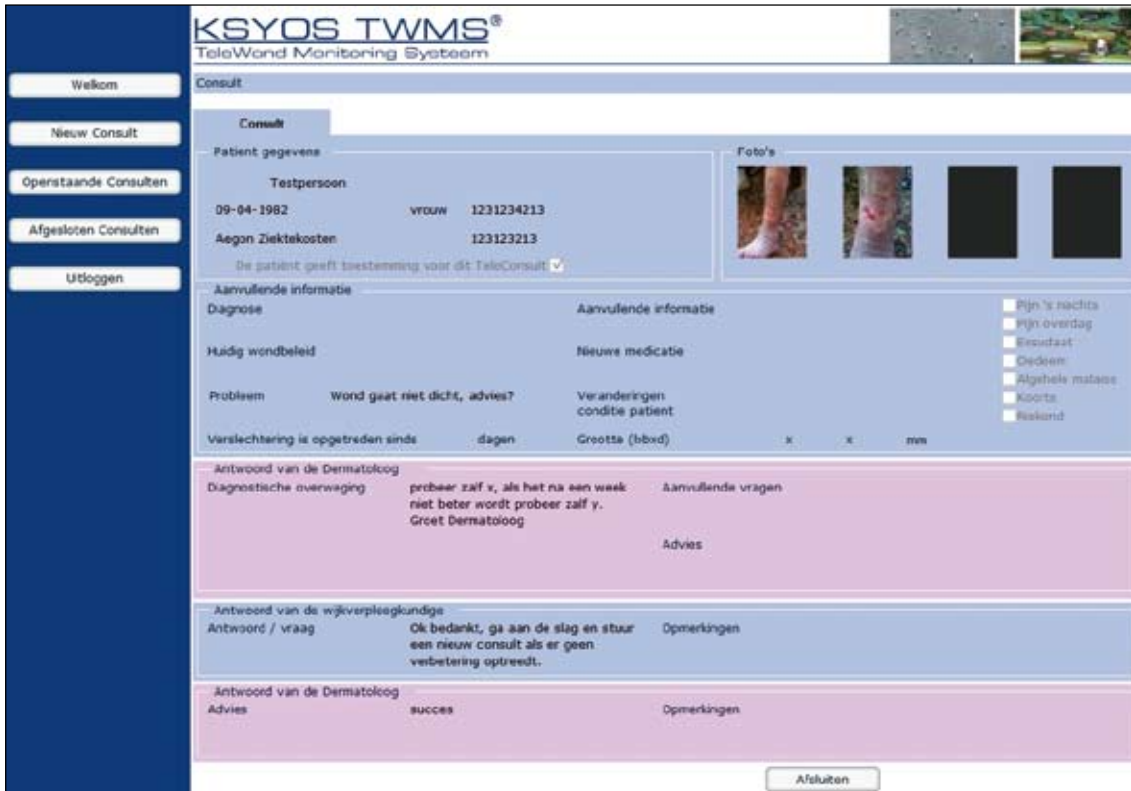 KSYOS TWMS®
TeleWond Monitoring Systeem
Welkom
Nieuw Consult
Openstaande Consulten
Afgesloten Consulten
Uitloggen
Consult
Consult
Patient gegevens
Testpersoon
09-04-1982 vrouw 1231234213
Aegon Ziektekosten 123123213
De patiënt geeft toestemming voor dit TeleConsult
Foto's
Aanvullende informatie
Diagnose Aanvullende informatie
Huidig wondbeleid Nieuwe medicatie
Probleem Wond gaat niet dicht, advies? Veranderingen
conditie patient
Verslechtering is opgetreden sinds dagen Grootte (lxbxd) x x mm
Pijn 's nachts
Pijn overdag
Exsudaat
Oedeem
Algehele malaise
Koorts
Riekend
Antwoord van de Dermatoloog
Diagnostische overweging probeer zalf x, als het na een week Aanvullende vragen
niet beter wordt probeer zalf y.
Groet Dermatoloog
Advies
Antwoord van de wijkverpleegkundige
Antwoord / vraag Ok bedankt, ga aan de slag en stuur Opmerkingen
een nieuw consult als er geen
verbetering optreedt.
Antwoord van de Dermatoloog
Advies succes Opmerkingen
Afsluiten